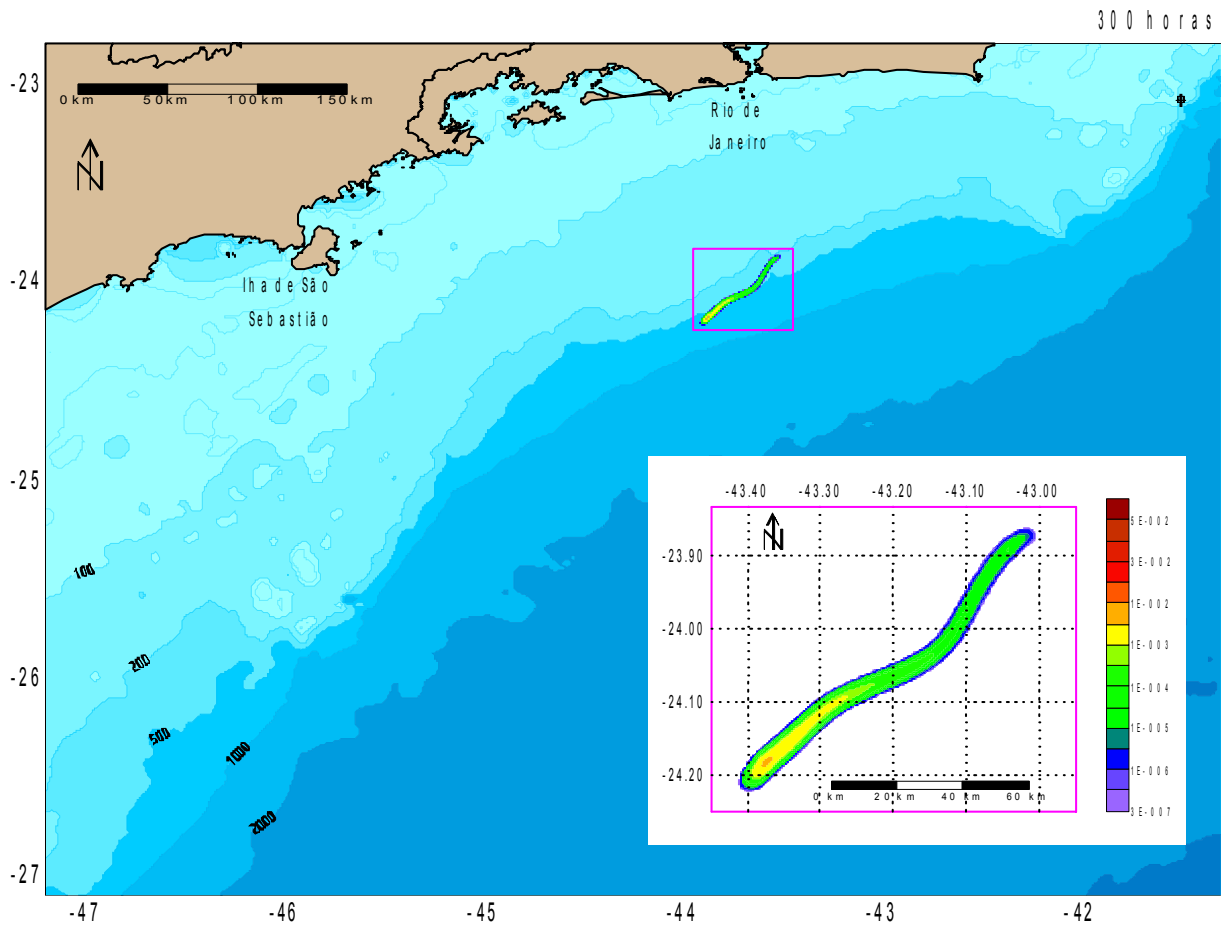 300 horas
-23
0km 50km 100km 150km
N
Rio de
Janeiro
-24
Ilha de São
Sebastião
-25
100
200
500
1000
2000
-26
-27
-47 -46 -45 -44 -43 -42
-43.40 -43.30 -43.20 -43.10 -43.00
N
-23.90
-24.00
-24.10
-24.20
0 km 20 km 40 km 60 km
5E-002
3E-002
1E-002
1E-003
1E-004
1E-005
1E-006
3E-007